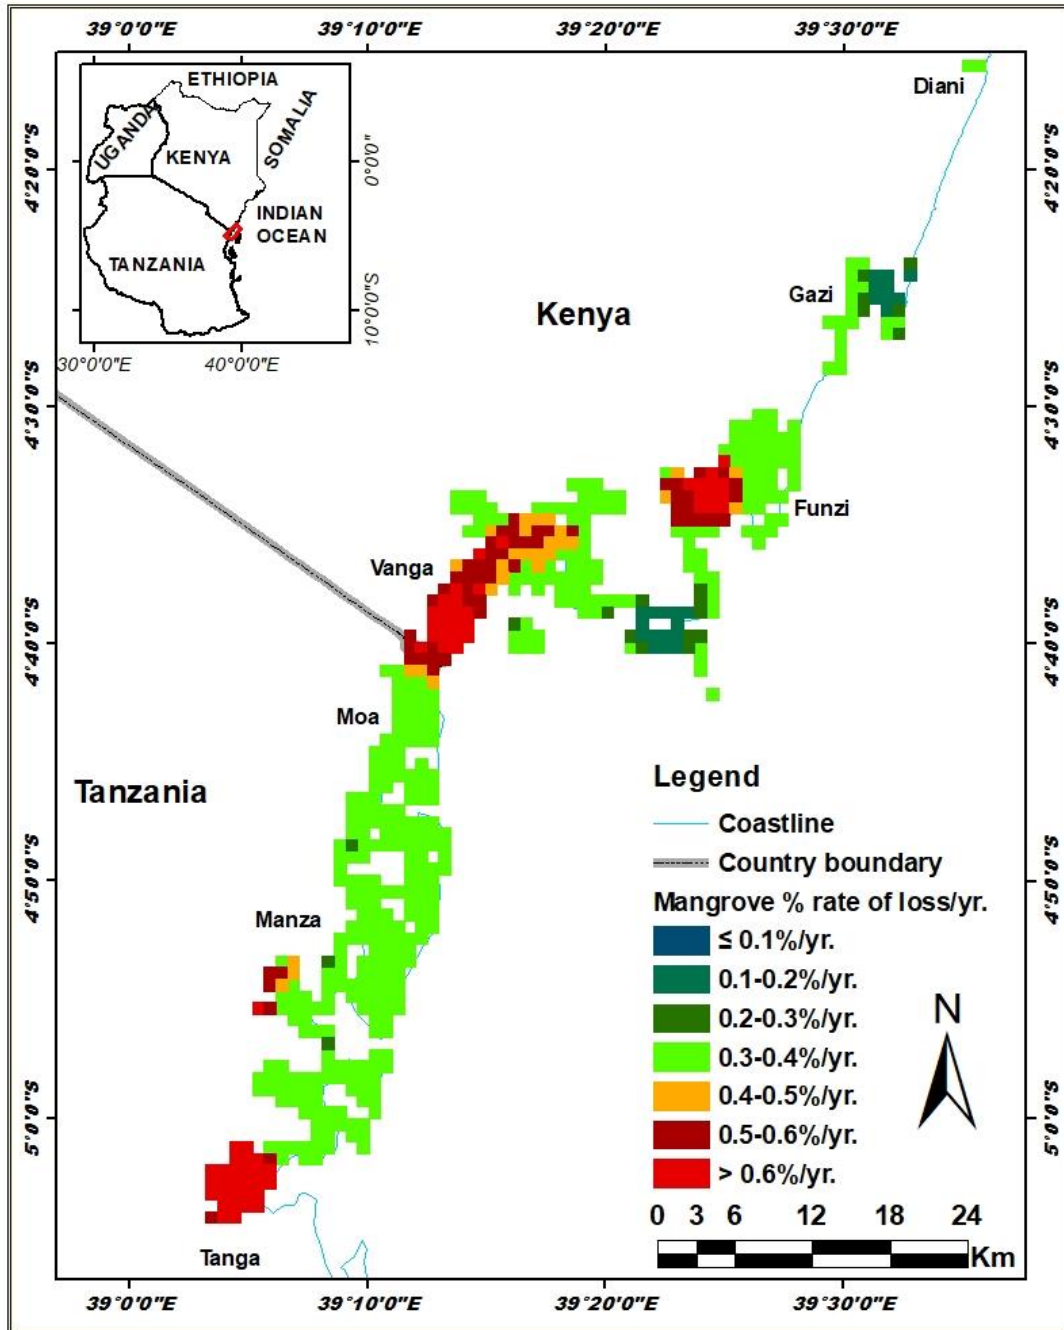 39°0'0"E 39°10'0"E 39°20'0"E 39°30'0"E
ETHIOPIA
UGANDA
KENYA
SOMALIA
INDIAN
OCEAN
TANZANIA
0°0'0"
10°0'0"S
30°0'0"E 40°0'0"E
4°20'0"S 4°20'0"S
4°30'0"S 4°30'0"S
4°40'0"S 4°40'0"S
4°50'0"S 4°50'0"S
5°0'0"S 5°0'0"S
Diani
Gazi
Kenya
Funzi
Vanga
Moa
Tanzania
Manza
Tanga
Legend
Coastline
Country boundary
Mangrove % rate of loss/yr.
≤ 0.1%/yr.
0.1-0.2%/yr.
0.2-0.3%/yr.
0.3-0.4%/yr.
0.4-0.5%/yr.
0.5-0.6%/yr.
> 0.6%/yr.
N
0 3 6 12 18 24
Km
39°0'0"E 39°10'0"E 39°20'0"E 39°30'0"E